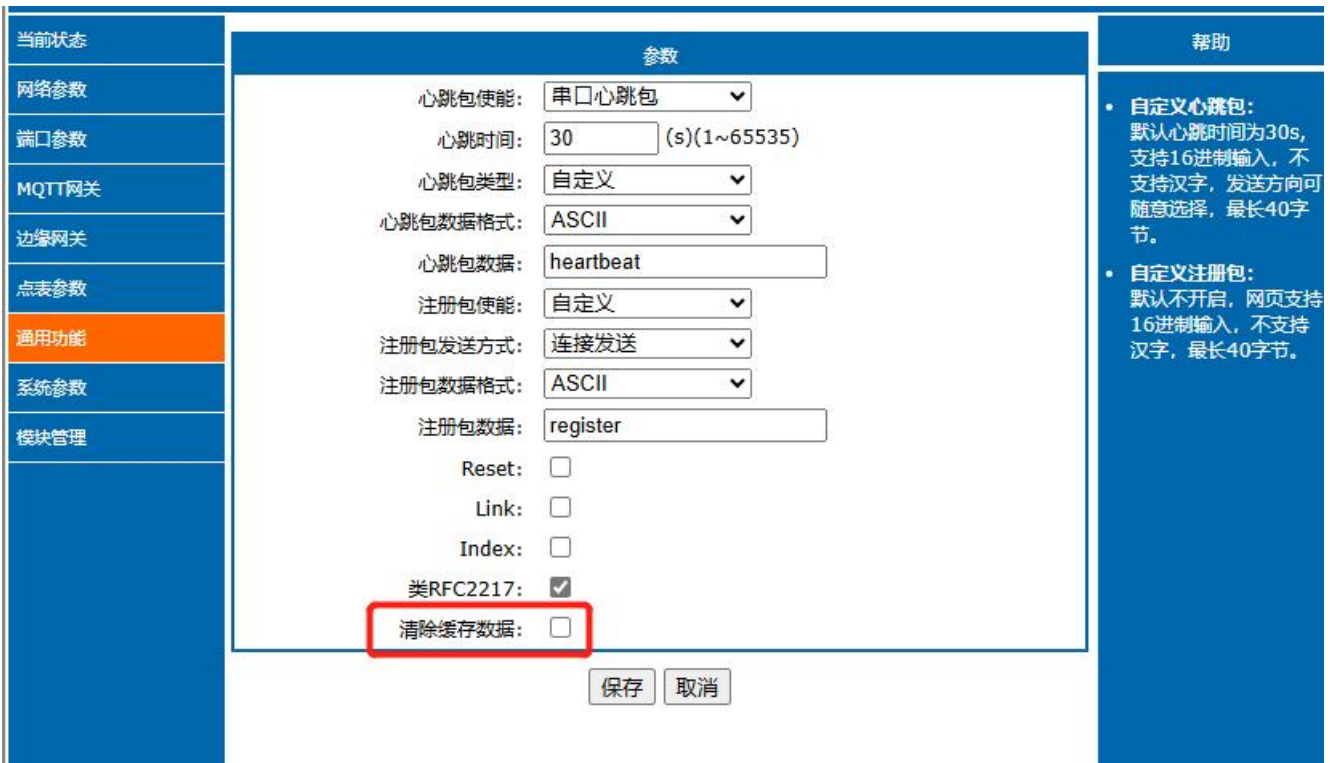 当前状态
网络参数
端口参数
MQTT网关
边缘网关
点表参数
通用功能
系统参数
模块管理
参数
心跳包使能: 串口心跳包
心跳时间: 30 (s)(1~65535)
心跳包类型: 自定义
心跳包数据格式: ASCII
心跳包数据: heartbeat
注册包使能: 自定义
注册包发送方式: 连接发送
注册包数据格式: ASCII
注册包数据: register
Reset:
Link:
Index:
类RFC2217:
清除缓存数据:
保存 取消
帮助
• 自定义心跳包:
默认心跳时间为30s,
支持16进制输入，不
支持汉字，发送方向可
随意选择，最长40字
节。
• 自定义注册包:
默认不开启，网页支持
16进制输入，不支持
汉字，最长40字节。